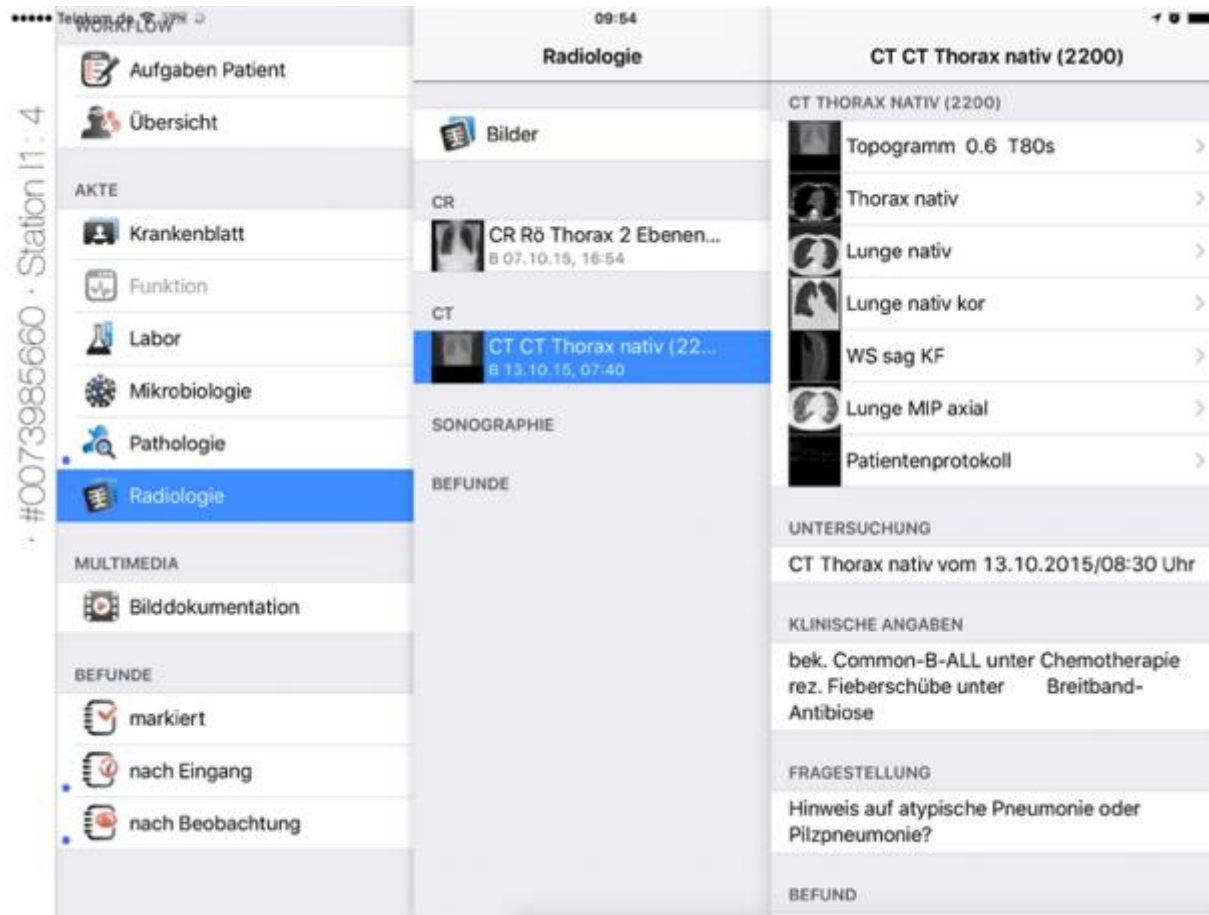 Telekom.de
09:54
· #0073985660 · Station I1: 4
WORKFLOW
Aufgaben Patient
Übersicht
AKTE
Krankenblatt
Funktion
Labor
Mikrobiologie
Pathologie
Radiologie
MULTIMEDIA
Bilddokumentation
BEFUNDE
markiert
nach Eingang
nach Beobachtung
Radiologie
Bilder
CR
CR Rö Thorax 2 Ebenen...
B 07.10.15, 16:54
CT
CT CT Thorax nativ (22...
B 13.10.15, 07:40
SONOGRAPHIE
BEFUNDE
CT CT Thorax nativ (2200)
CT THORAX NATIV (2200)
Topogramm 0.6 T80s
Thorax nativ
Lunge nativ
Lunge nativ kor
WS sag KF
Lunge MIP axial
Patientenprotokoll
UNTERSUCHUNG
CT Thorax nativ vom 13.10.2015/08:30 Uhr
KLINISCHE ANGABEN
bek. Common-B-ALL unter Chemotherapie
rez. Fieberschübe unter Breitband-
Antibiose
FRAGESTELLUNG
Hinweis auf atypische Pneumonie oder
Pilzpneumonie?
BEFUND